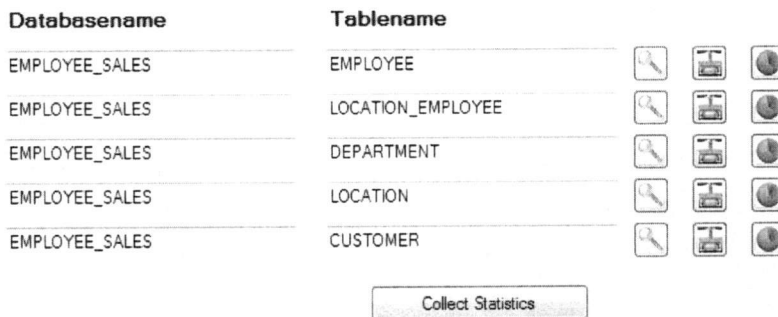 Databasename Tablename
EMPLOYEE_SALES EMPLOYEE
EMPLOYEE_SALES LOCATION_EMPLOYEE
EMPLOYEE_SALES DEPARTMENT
EMPLOYEE_SALES LOCATION
EMPLOYEE_SALES CUSTOMER
Collect Statistics